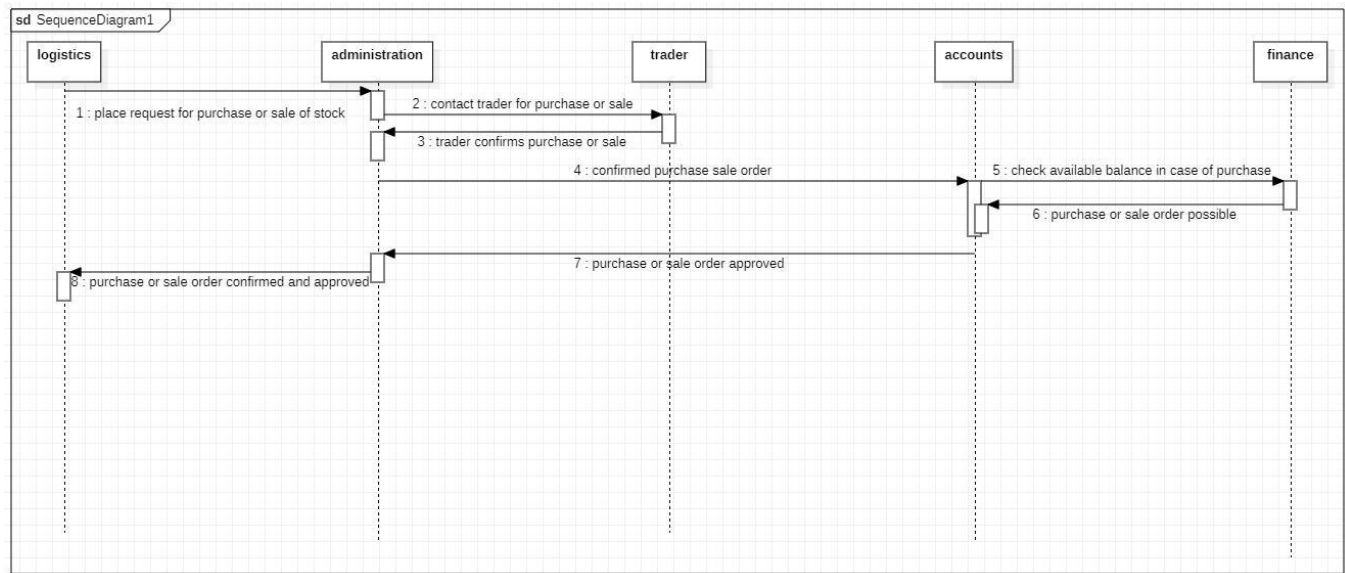 sd SequenceDiagram1
logistics
administration
trader
accounts
finance
1 : place request for purchase or sale of stock
2 : contact trader for purchase or sale
3 : trader confirms purchase or sale
4 : confirmed purchase sale order
5 : check available balance in case of purchase
6 : purchase or sale order possible
7 : purchase or sale order approved
8 : purchase or sale order confirmed and approved